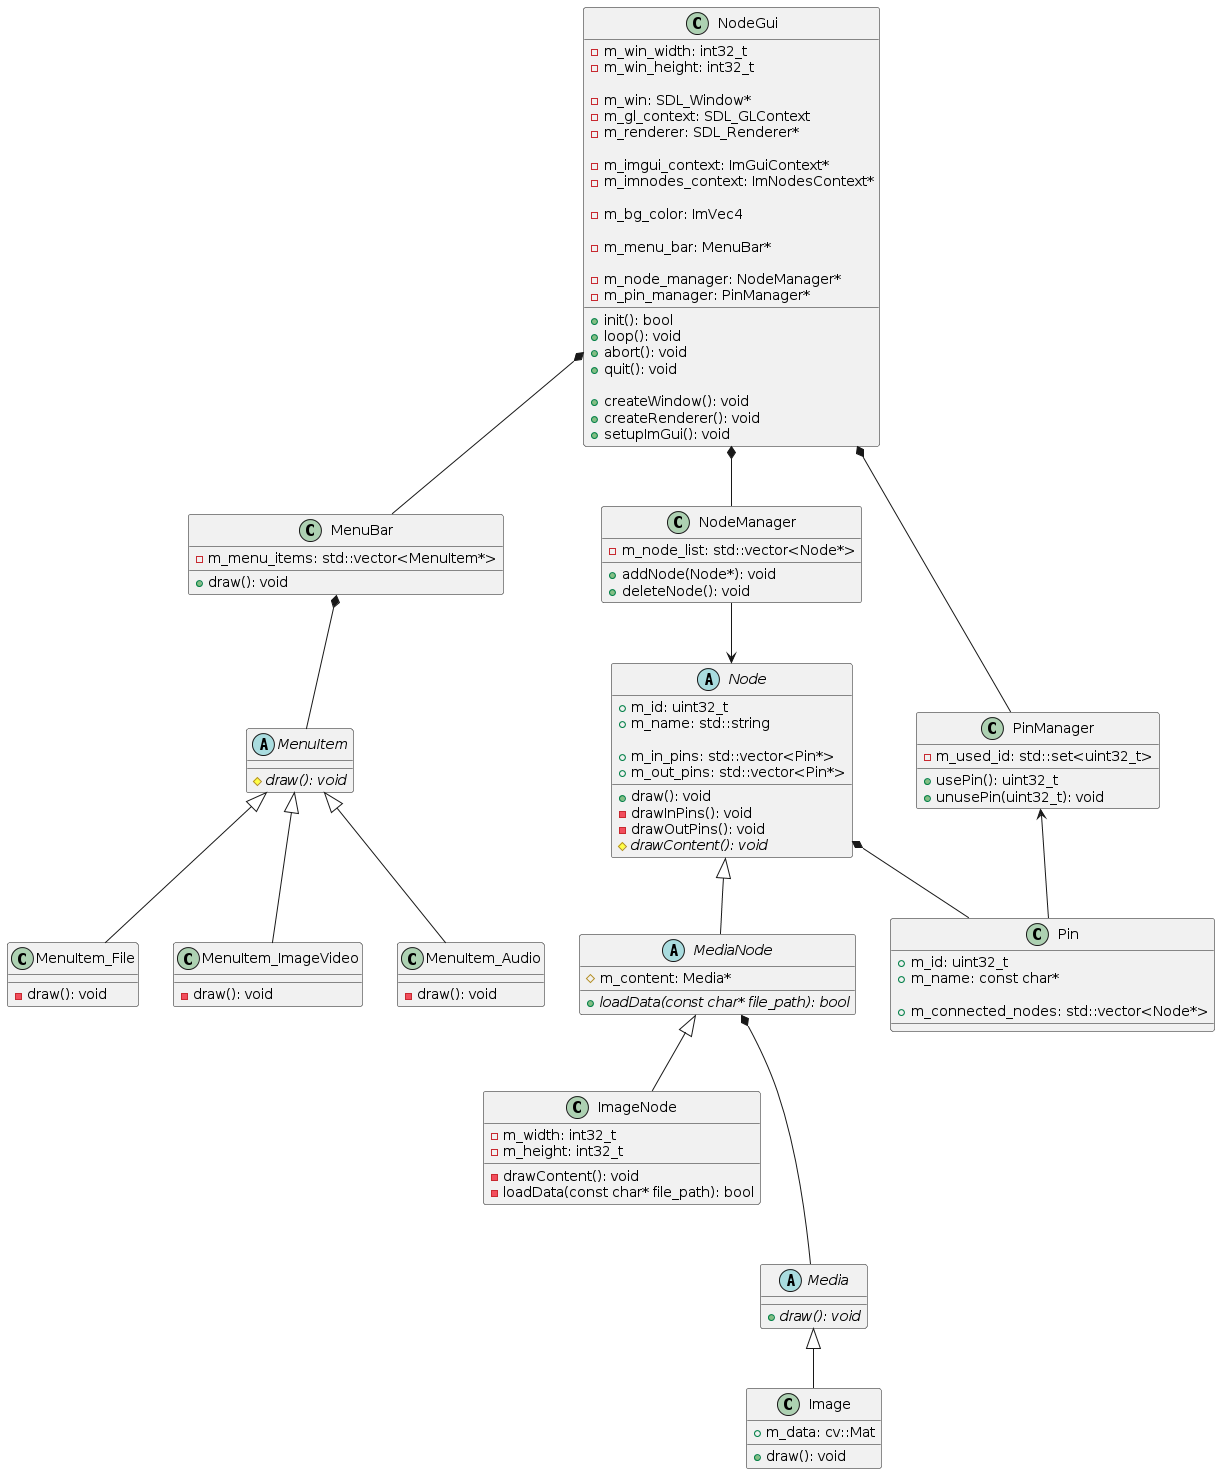 C NodeGui
m_win_width: int32_t
m_win_height: int32_t
m_win: SDL_Window*
m_gl_context: SDL_GLContext
m_renderer: SDL_Renderer*
m_imgui_context: ImGuiContext*
m_imnodes_context: ImNodesContext*
m_bg_color: ImVec4
m_menu_bar: MenuBar*
m_node_manager: NodeManager*
m_pin_manager: PinManager*
init(): bool
loop(): void
abort(): void
quit(): void
createWindow(): void
createRenderer(): void
setupImGui(): void
C MenuBar
m_menu_items: std::vector<MenuItem*>
draw(): void
C NodeManager
m_node_list: std::vector<Node*>
addNode(Node*): void
deleteNode(): void
A Node
m_id: uint32_t
m_name: std::string
m_in_pins: std::vector<Pin*>
m_out_pins: std::vector<Pin*>
draw(): void
drawInPins(): void
drawOutPins(): void
drawContent(): void
C PinManager
m_used_id: std::set<uint32_t>
usePin(): uint32_t
unusePin(uint32_t): void
A MenuItem
draw(): void
C MenuItem_File
draw(): void
C MenuItem_ImageVideo
draw(): void
C MenuItem_Audio
draw(): void
A MediaNode
m_content: Media*
loadData(const char* file_path): bool
C Pin
m_id: uint32_t
m_name: const char*
m_connected_nodes: std::vector<Node*>
C ImageNode
m_width: int32_t
m_height: int32_t
drawContent(): void
loadData(const char* file_path): bool
A Media
draw(): void
C Image
m_data: cv::Mat
draw(): void